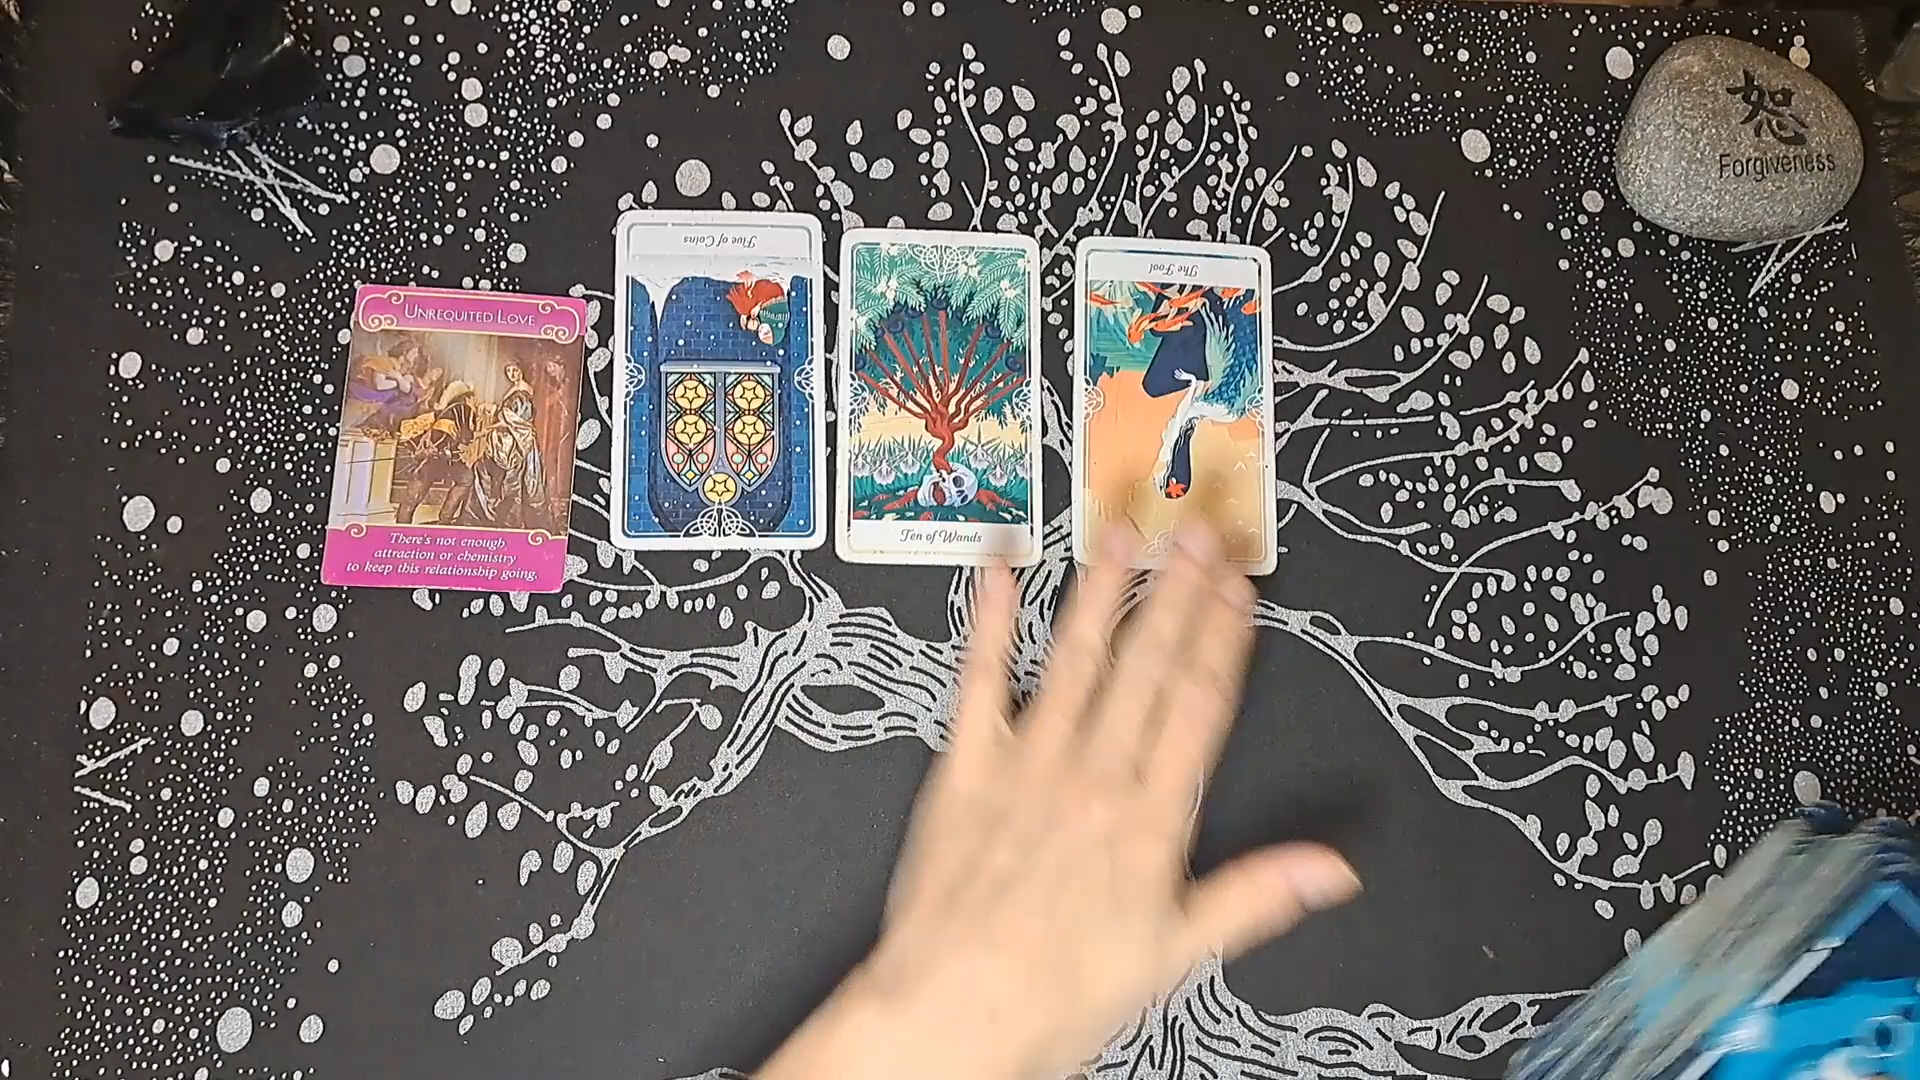 UNREQUITED LOVE
There's not enough
attraction or chemistry
to keep this relationship going.
Five of Coins
Ten of Wands
The Fool
恕
Forgiveness